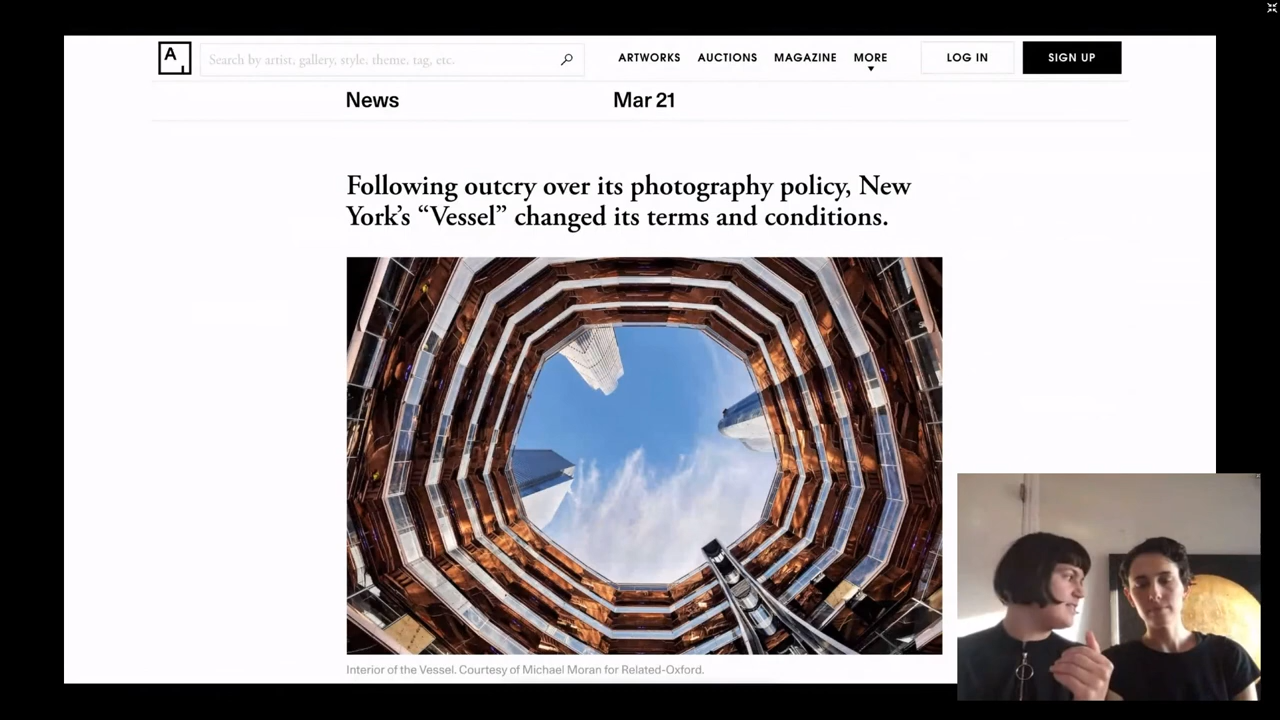 A
Search by artist, gallery, style, theme, tag, etc.
ARTWORKS AUCTIONS MAGAZINE MORE
LOG IN
SIGN UP
News
Mar 21
Following outcry over its photography policy, New
York’s “Vessel” changed its terms and conditions.
Interior of the Vessel. Courtesy of Michael Moran for Related-Oxford.